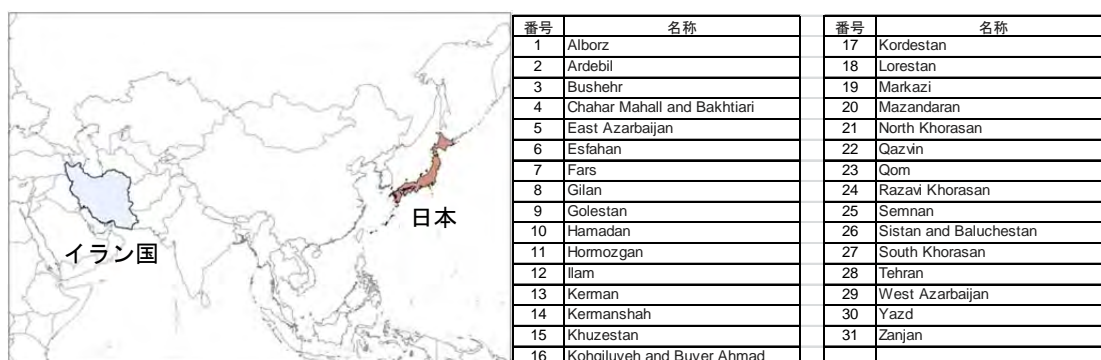 日本
イラン国
番号 名称 番号 名称
1 Alborz 17 Kordestan
2 Ardebil 18 Lorestan
3 Bushehr 19 Markazi
4 Chahar Mahall and Bakhtiari 20 Mazandaran
5 East Azarbaijan 21 North Khorasan
6 Esfahan 22 Qazvin
7 Fars 23 Qom
8 Gilan 24 Razavi Khorasan
9 Golestan 25 Semnan
10 Hamadan 26 Sistan and Baluchestan
11 Hormozgan 27 South Khorasan
12 Ilam 28 Tehran
13 Kerman 29 West Azarbaijan
14 Kermanshah 30 Yazd
15 Khuzestan 31 Zanjan
16 Kohgiluyeh and Buyer Ahmad